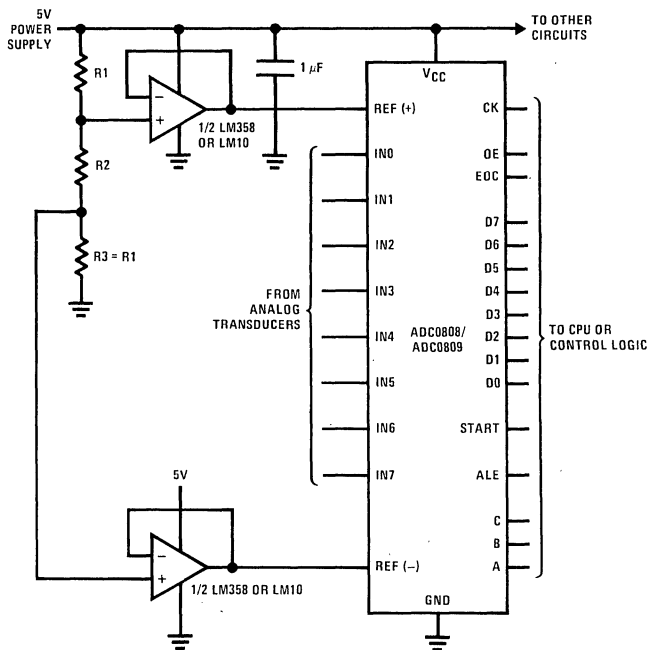 5V
POWER
SUPPLY
TO OTHER
CIRCUITS
R1
1 µF
VCC
−
+
1/2 LM358
OR LM10
REF (+)
CK
R2
IN0
OE
EOC
IN1
D7
R3 = R1
IN2
D6
D5
FROM
ANALOG
TRANSDUCERS
IN3
D4
D3
IN4
ADC0808/
ADC0809
D2
TO CPU OR
CONTROL LOGIC
D1
IN5
D0
IN6
START
IN7
ALE
5V
C
B
−
+
1/2 LM358 OR LM10
REF (−)
A
GND